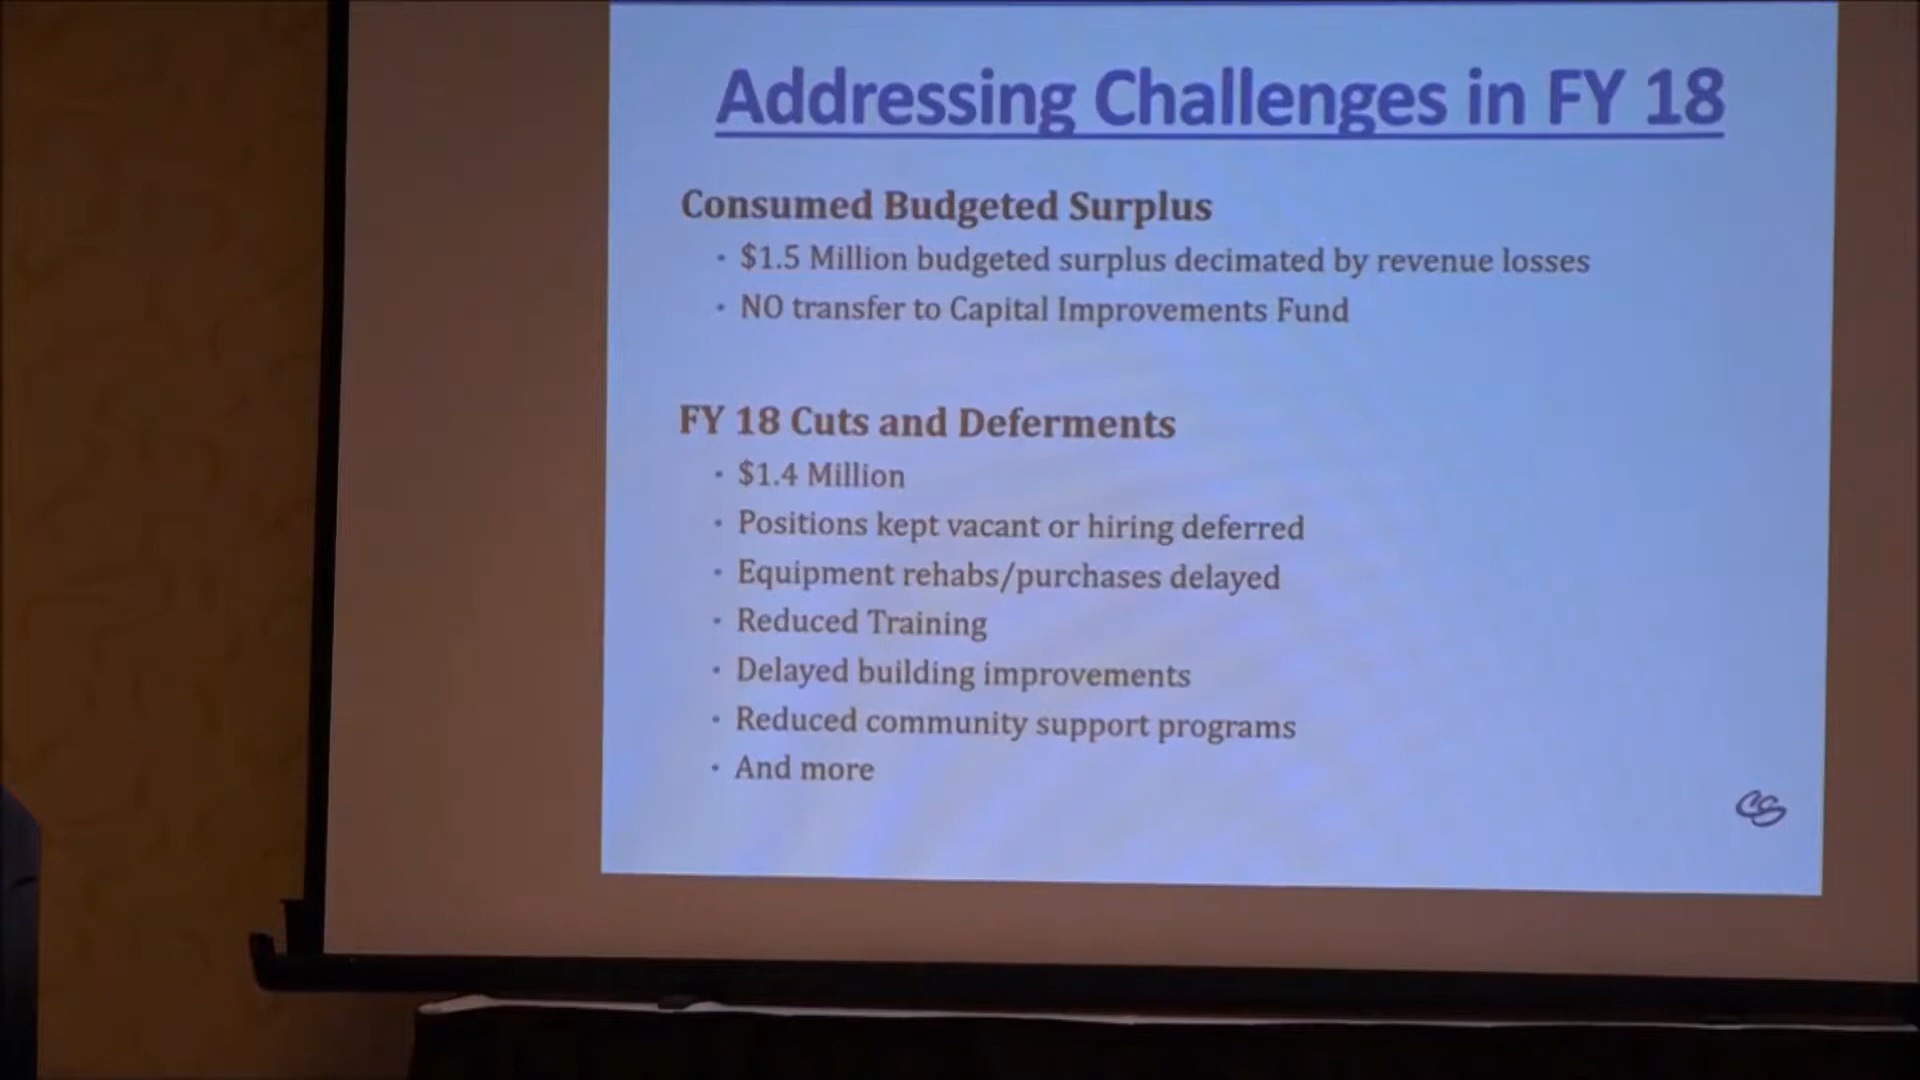 Addressing Challenges in FY 18
Consumed Budgeted Surplus
· $1.5 Million budgeted surplus decimated by revenue losses
· NO transfer to Capital Improvements Fund
FY 18 Cuts and Deferments
· $1.4 Million
· Positions kept vacant or hiring deferred
· Equipment rehabs/purchases delayed
· Reduced Training
· Delayed building improvements
· Reduced community support programs
· And more
CS